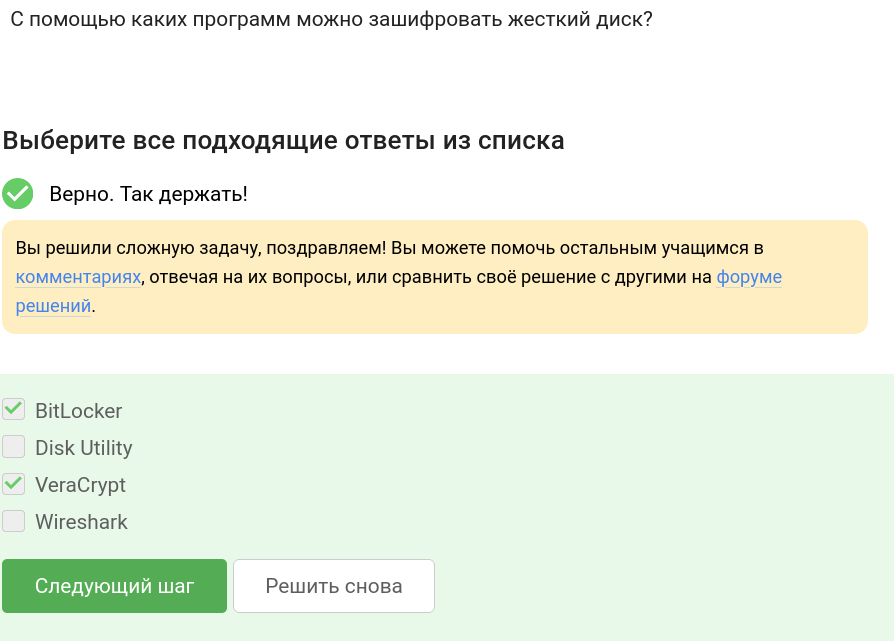 С помощью каких программ можно зашифровать жесткий диск?
Выберите все подходящие ответы из списка
Верно. Так держать!
Вы решили сложную задачу, поздравляем! Вы можете помочь остальным учащимся в
комментариях, отвечая на их вопросы, или сравнить своё решение с другими на форуме
решений.
BitLocker
Disk Utility
VeraCrypt
Wireshark
Следующий шаг
Решить снова